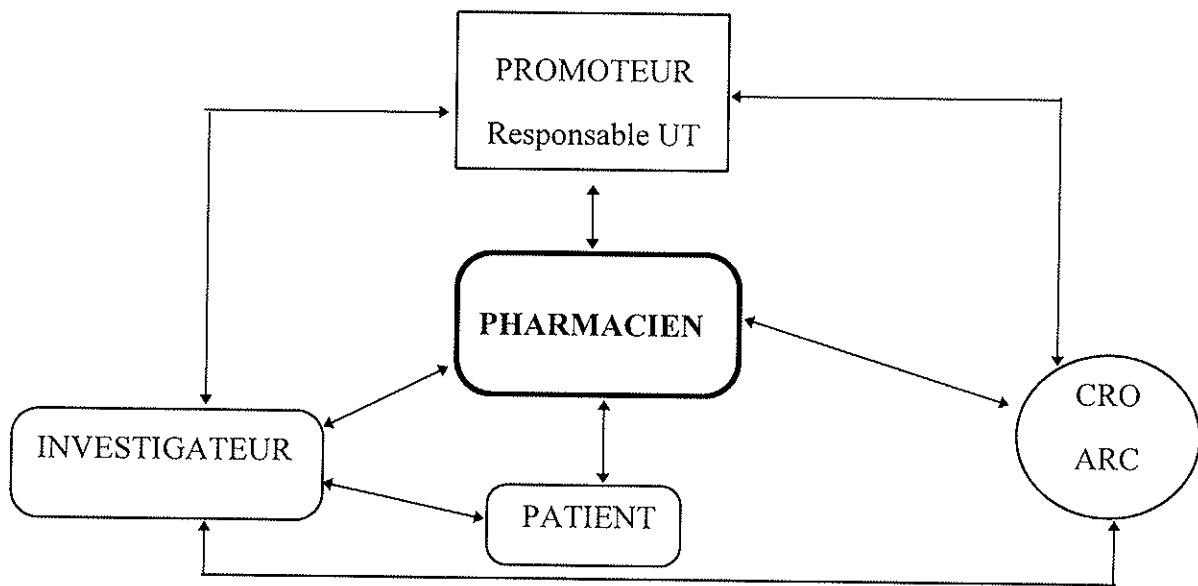 PROMOTEUR
Responsable UT
PHARMACIEN
INVESTIGATEUR
PATIENT
CRO
ARC